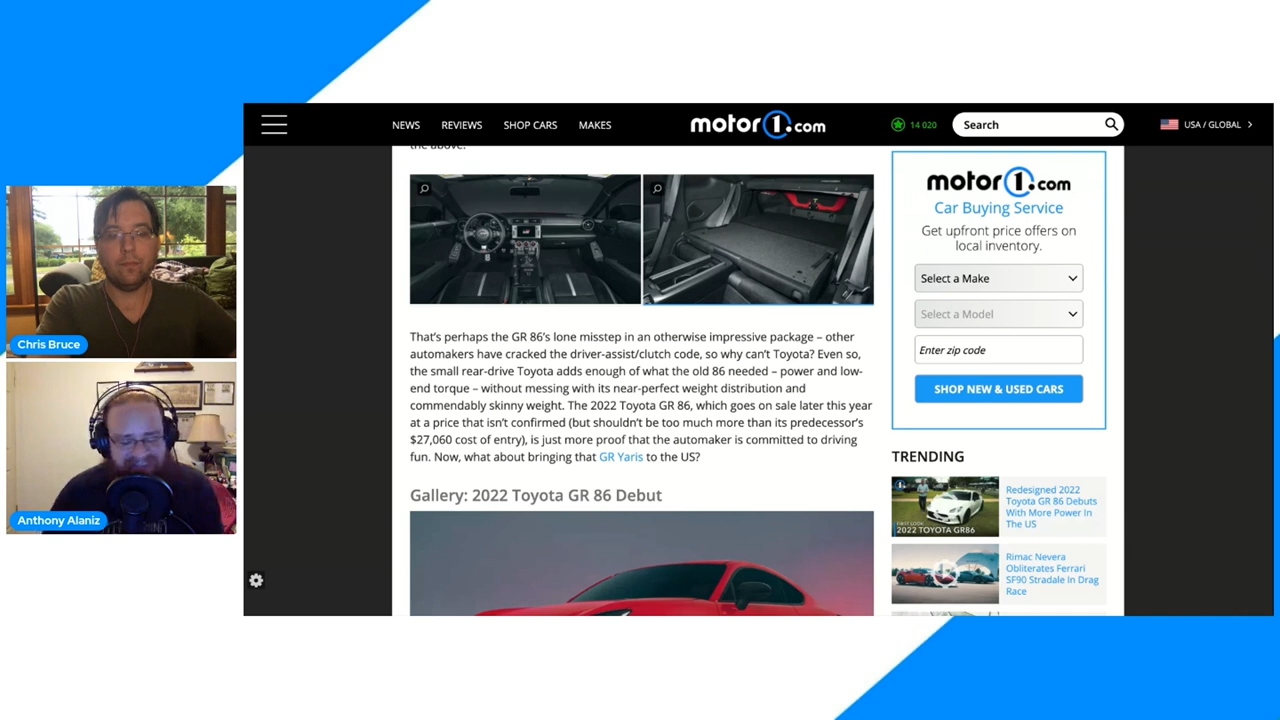 NEWS
REVIEWS
SHOP CARS
MAKES
motor1.com
14 020
Search
USA / GLOBAL
the above.
That's perhaps the GR 86's lone misstep in an otherwise impressive package – other
automakers have cracked the driver-assist/clutch code, so why can't Toyota? Even so,
the small rear-drive Toyota adds enough of what the old 86 needed – power and low-
end torque – without messing with its near-perfect weight distribution and
commendably skinny weight. The 2022 Toyota GR 86, which goes on sale later this year
at a price that isn't confirmed (but shouldn't be too much more than its predecessor's
$27,060 cost of entry), is just more proof that the automaker is committed to driving
fun. Now, what about bringing that GR Yaris to the US?
Gallery: 2022 Toyota GR 86 Debut
motor1.com
Car Buying Service
Get upfront price offers on
local inventory.
Select a Make
Select a Model
Enter zip code
SHOP NEW & USED CARS
TRENDING
FIRST LOOK
2022 TOYOTA GR86
Redesigned 2022
Toyota GR 86 Debuts
With More Power In
The US
Rimac Nevera
Obliterates Ferrari
SF90 Stradale In Drag
Race
Chris Bruce
Anthony Alaniz